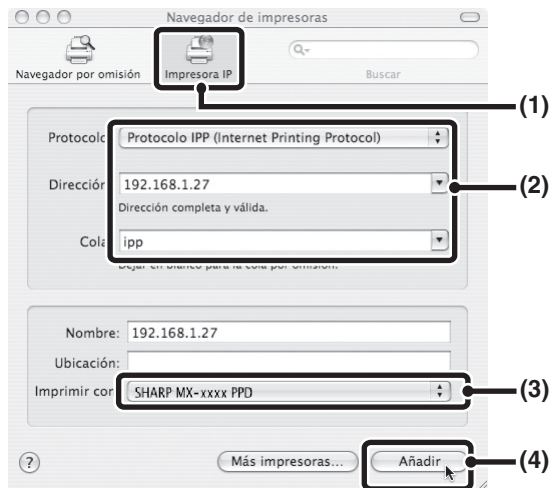 Navegador de impresoras
Navegador por omisión
Impresora IP
Buscar
(1)
Protocolo
Protocolo IPP (Internet Printing Protocol)
Dirección
192.168.1.27
(2)
Dirección completa y válida.
Cola
ipp
Dejar en blanco para la cola por omisión.
Nombre: 192.168.1.27
Ubicación:
Imprimir con
SHARP MX-xxxx PPD
(3)
?
Más impresoras...
Añadir
(4)